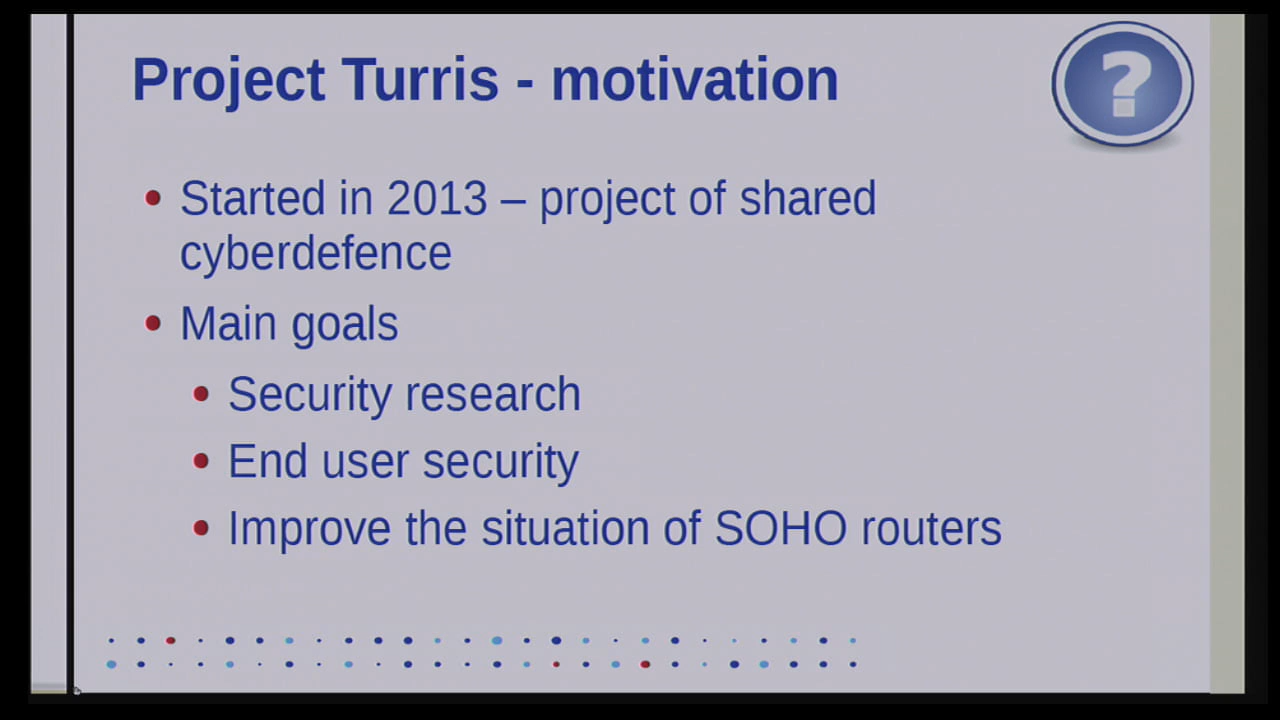 Project Turris - motivation
?
Started in 2013 – project of shared
cyberdefence
Main goals
Security research
End user security
Improve the situation of SOHO routers